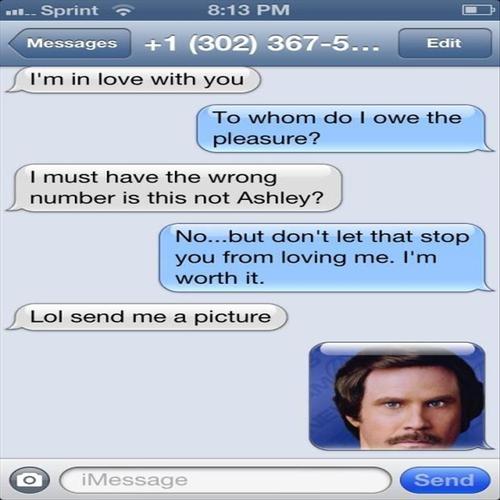 Sprint 8:13 PM
Messages +1 (302) 367-5... Edit
I'm in love with you
To whom do I owe the
pleasure?
I must have the wrong
number is this not Ashley?
No...but don't let that stop
you from loving me. I'm
worth it.
Lol send me a picture
iMessage Send